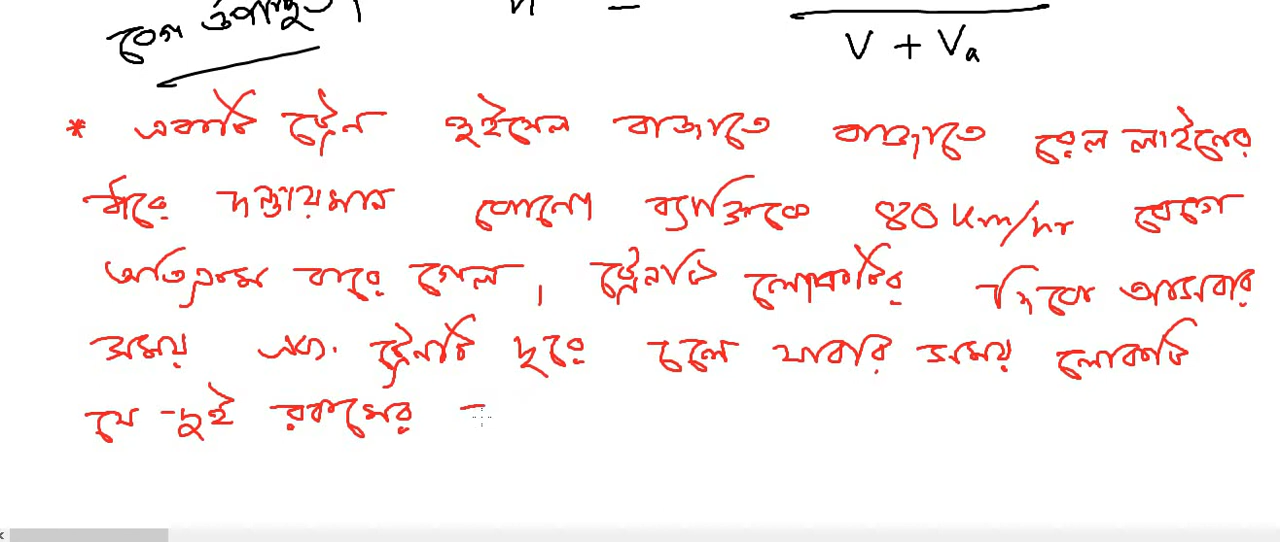 বেগ উপাংশ। n =
V + Va
* একটি ট্রেন হুইসেল বাজাতে বাজাতে রেল লাইনের
ধারে দন্ডায়মান কোনো ব্যক্তিকে ৪০ km/hr বেগে
অতিক্রম করে গেল, ট্রেনটি লোকটির দিকে আসবার
সময় এবং ট্রেনটি দূরে চলে যাবার সময় লোকটি
যে দুই রকমের